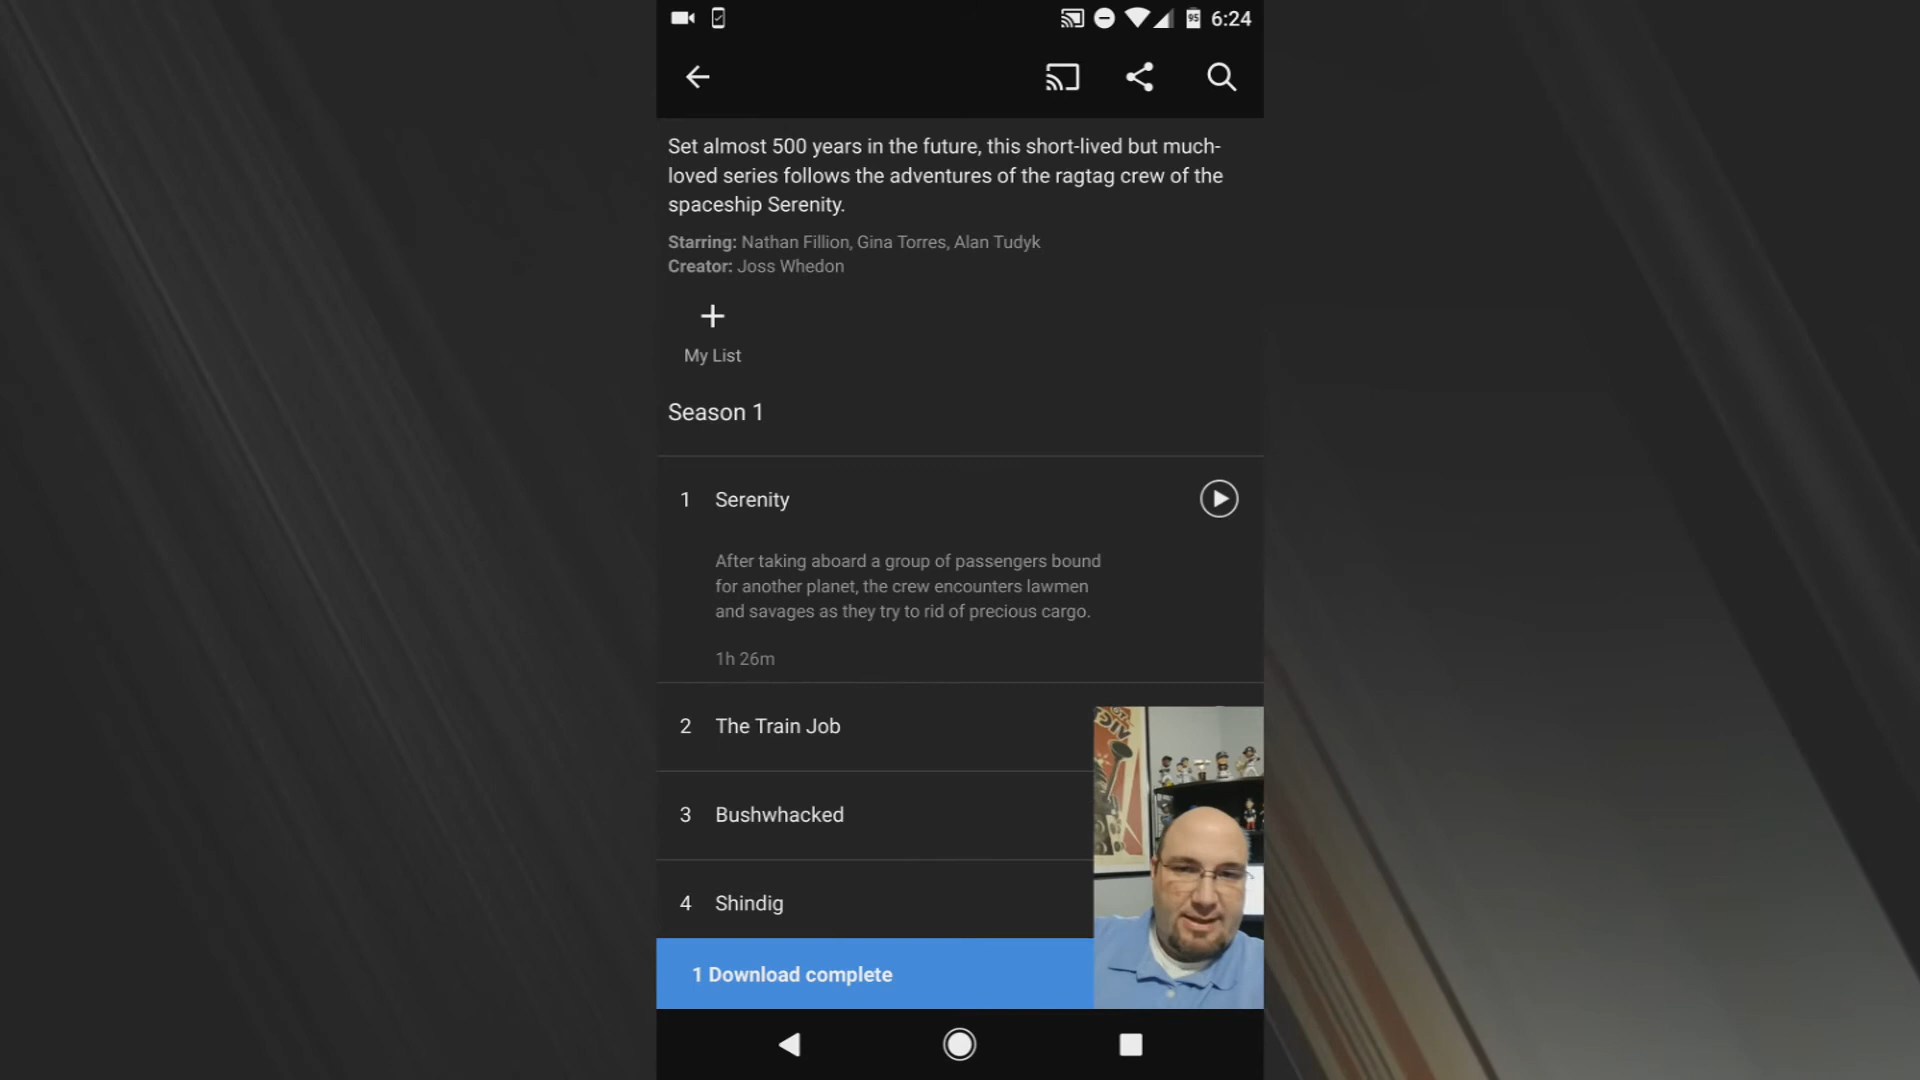 95 6:24
Set almost 500 years in the future, this short-lived but much-
loved series follows the adventures of the ragtag crew of the
spaceship Serenity.
Starring: Nathan Fillion, Gina Torres, Alan Tudyk
Creator: Joss Whedon
My List
Season 1
1 Serenity
After taking aboard a group of passengers bound
for another planet, the crew encounters lawmen
and savages as they try to rid of precious cargo.
1h 26m
2 The Train Job
3 Bushwhacked
4 Shindig
1 Download complete